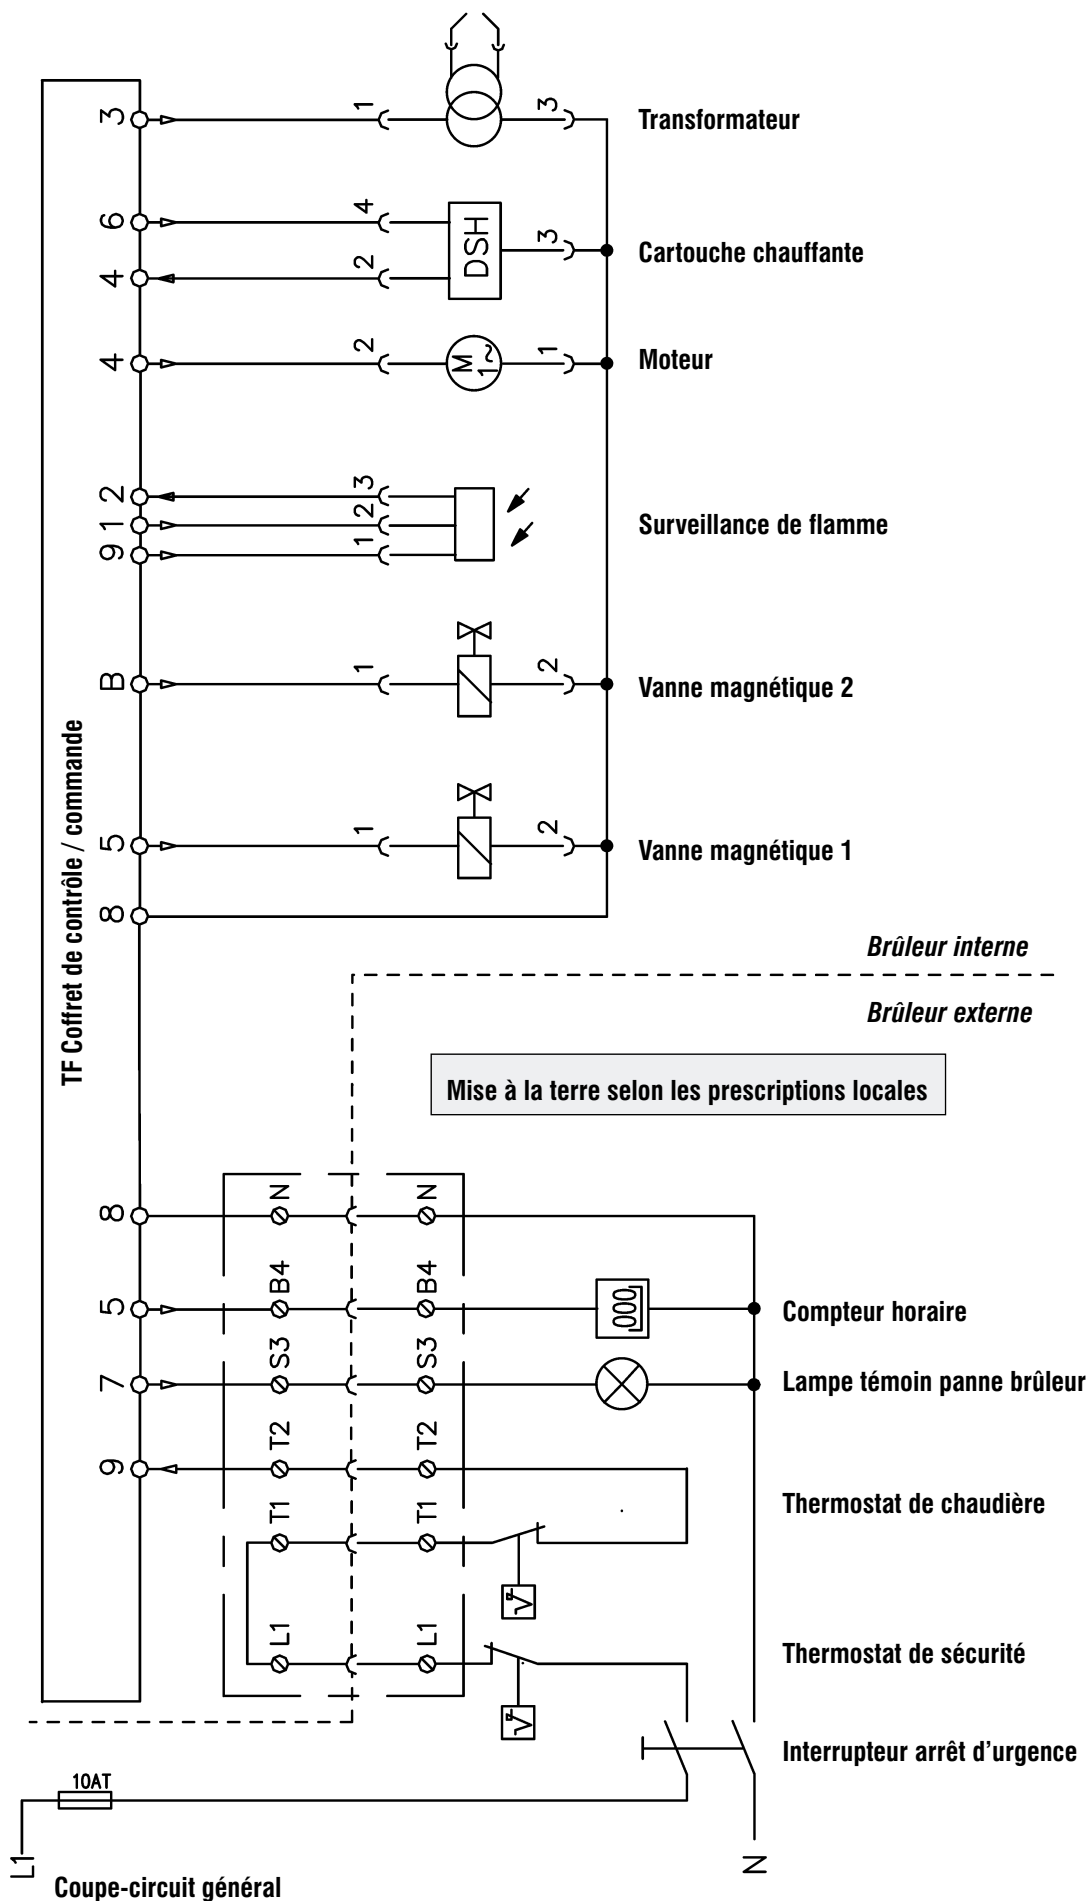 3 1 3 Transformateur
6 4
DSH 3 Cartouche chauffante
4 2
4 2 M 1~ 1 Moteur
2 3
1 2 Surveillance de flamme
9 1
B 1 2 Vanne magnétique 2
5 1 2 Vanne magnétique 1
8
TF Coffret de contrôle / commande
Brûleur interne
Brûleur externe
Mise à la terre selon les prescriptions locales
8 N N
5 B4 B4 000 Compteur horaire
7 S3 S3 Lampe témoin panne brûleur
9 T2 T2
T1 T1 Thermostat de chaudière
L1 L1 Thermostat de sécurité
Interrupteur arrêt d’urgence
10AT
L1 N
Coupe-circuit général